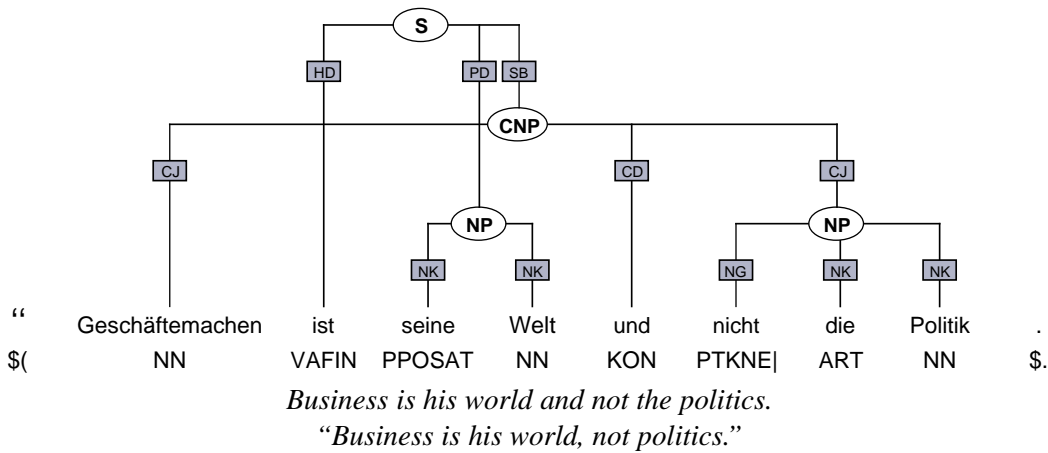 S
HD PD SB
CNP
CJ CD CJ
NP NP
NK NK NG NK NK
“ Geschäftemachen ist seine Welt und nicht die Politik .
$( NN VAFIN PPOSAT NN KON PTKNE| ART NN $.
Business is his world and not the politics.
“Business is his world, not politics.”